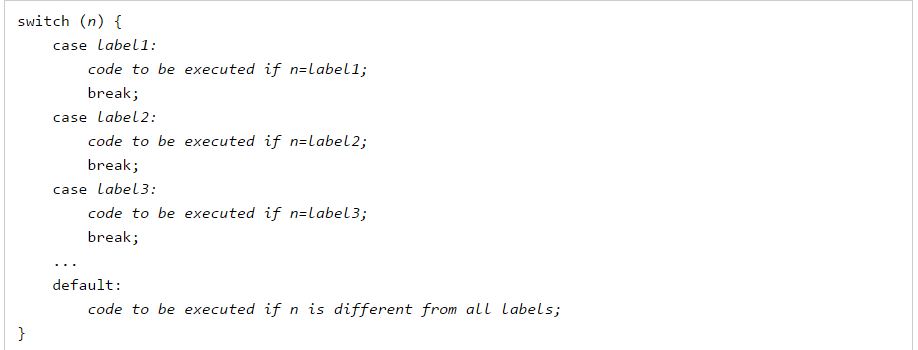 switch (n) {
    case label1:
        code to be executed if n=label1;
        break;
    case label2:
        code to be executed if n=label2;
        break;
    case label3:
        code to be executed if n=label3;
        break;
    ...
    default:
        code to be executed if n is different from all labels;
}